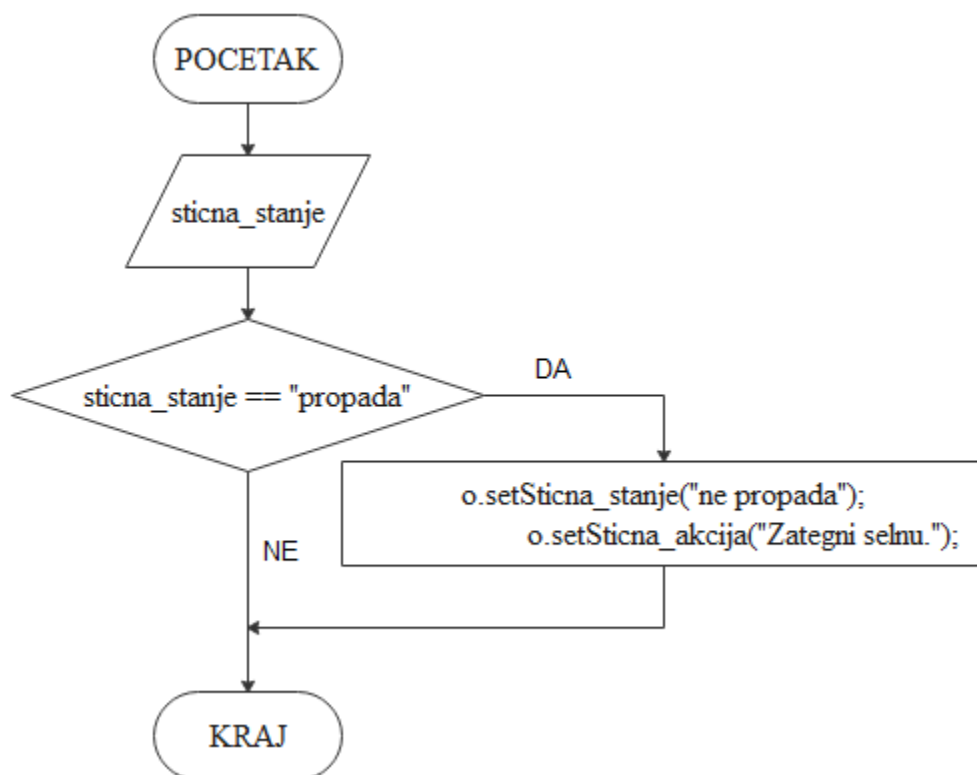 POCETAK
sticna_stanje
sticna_stanje == "propada"
DA
o.setSticna_stanje("ne propada");
o.setSticna_akcija("Zategni selnu.");
NE
KRAJ